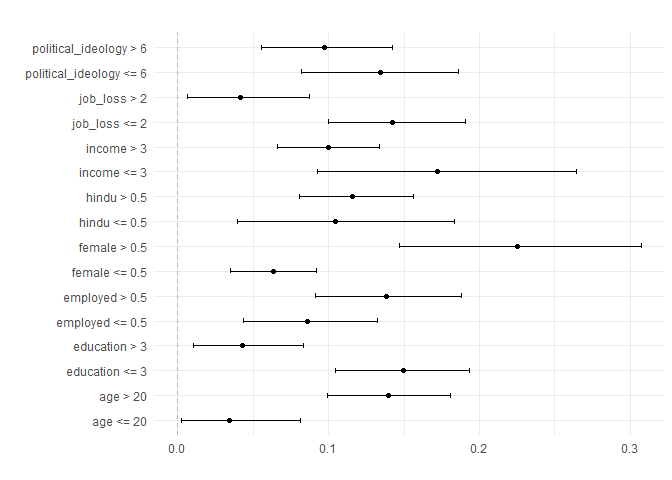 political_ideology > 6
political_ideology <= 6
job_loss > 2
job_loss <= 2
income > 3
income <= 3
hindu > 0.5
hindu <= 0.5
female > 0.5
female <= 0.5
employed > 0.5
employed <= 0.5
education > 3
education <= 3
age > 20
age <= 20
0.0 0.1 0.2 0.3